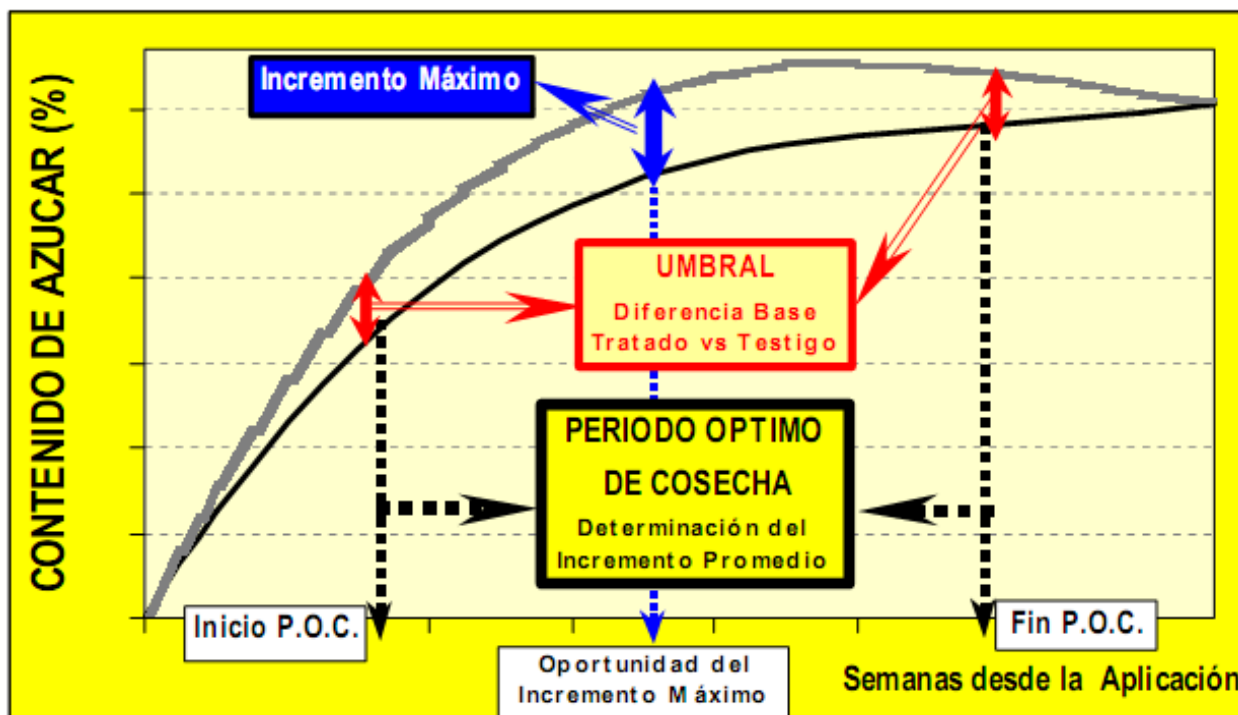 CONTENIDO DE AZUCAR (%)
Incremento Máximo
UMBRAL
Diferencia Base
Tratado vs Testigo
PERIODO OPTIMO
DE COSECHA
Determinación del
Incremento Promedio
Inicio P.O.C.
Fin P.O.C.
Oportunidad del
Incremento Máximo
Semanas desde la Aplicación